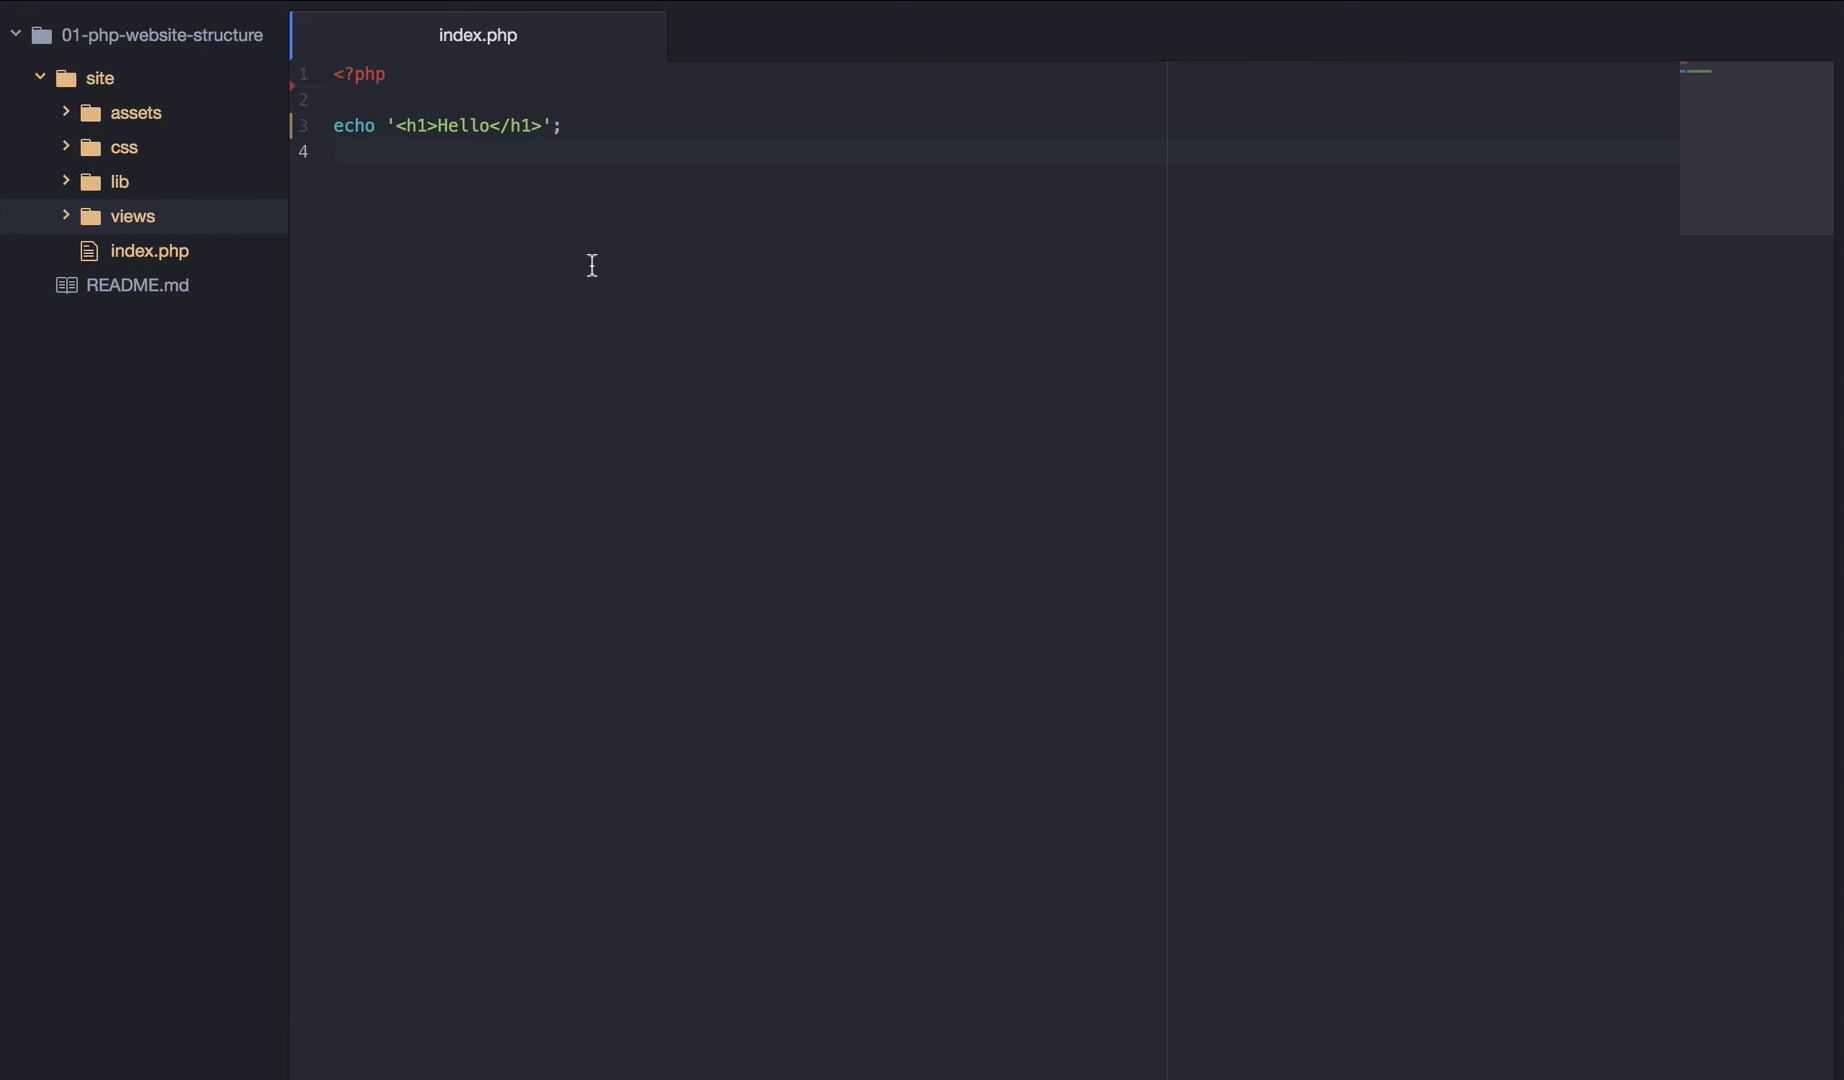 01-php-website-structure
site
assets
css
lib
views
index.php
README.md
index.php
1 <?php
2
3 echo '<h1>Hello</h1>';
4